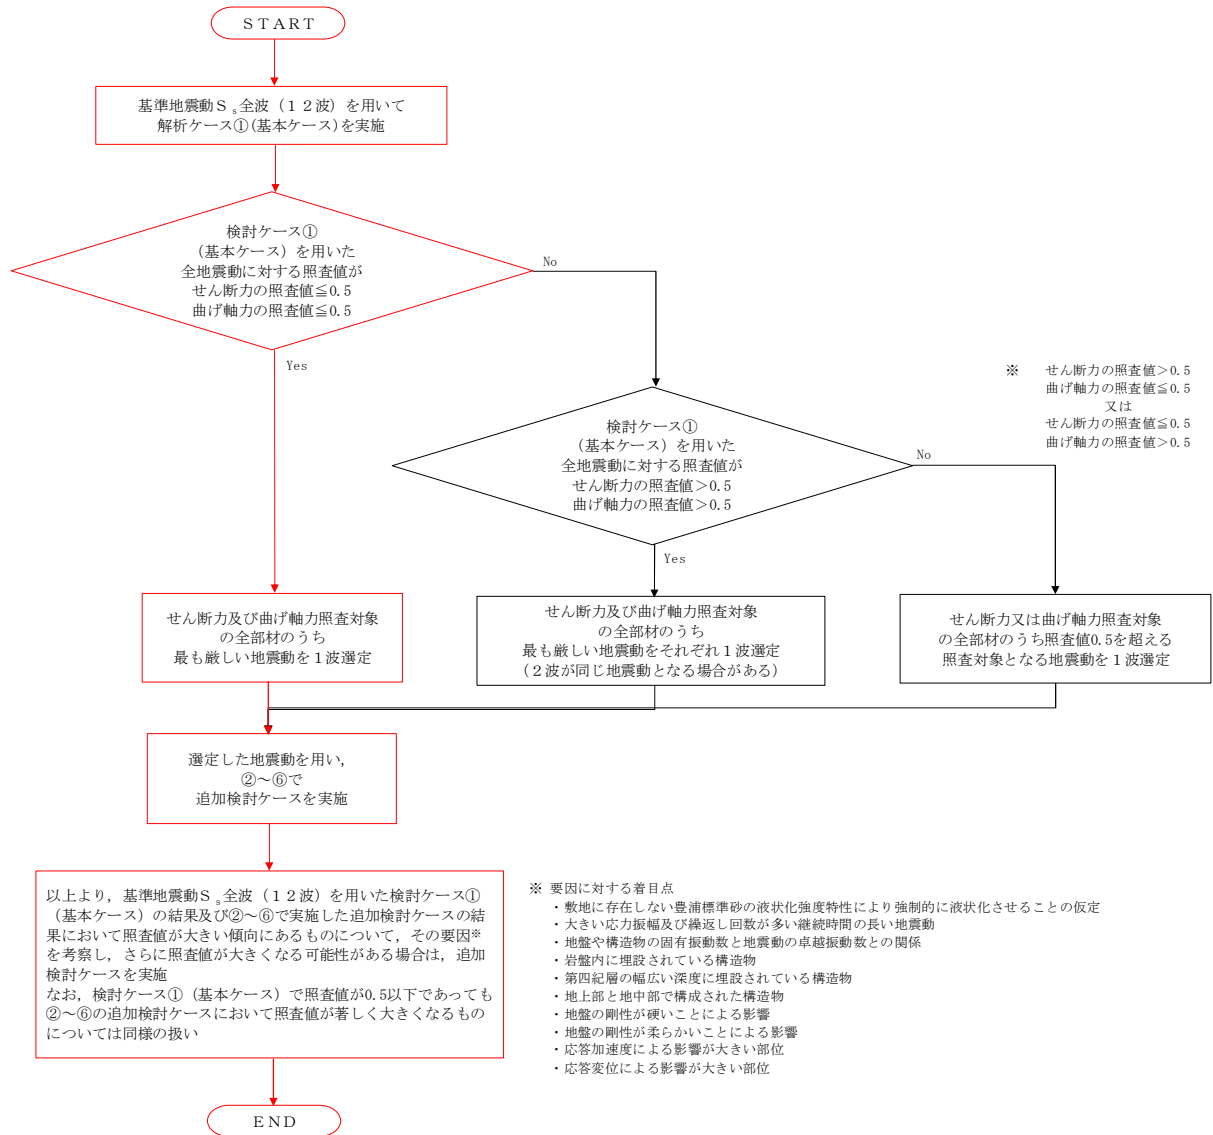 ＳＴＡＲＴ
基準地震動Ｓｓ全波（１２波）を用いて
解析ケース①(基本ケース)を実施
検討ケース①
（基本ケース）を用いた
全地震動に対する照査値が
せん断力の照査値≦0.5
曲げ軸力の照査値≦0.5
No
Yes
※　せん断力の照査値＞0.5
曲げ軸力の照査値≦0.5
又は
せん断力の照査値≦0.5
曲げ軸力の照査値＞0.5
検討ケース①
（基本ケース）を用いた
全地震動に対する照査値が
せん断力の照査値＞0.5
曲げ軸力の照査値＞0.5
No
Yes
せん断力及び曲げ軸力照査対象
の全部材のうち
最も厳しい地震動を１波選定
せん断力及び曲げ軸力照査対象
の全部材のうち
最も厳しい地震動をそれぞれ１波選定
（２波が同じ地震動となる場合がある）
せん断力又は曲げ軸力照査対象
の全部材のうち照査値0.5を超える
照査対象となる地震動を１波選定
選定した地震動を用い，
②～⑥で
追加検討ケースを実施
以上より，基準地震動Ｓｓ全波（１２波）を用いた検討ケース①
（基本ケース）の結果及び②～⑥で実施した追加検討ケースの結
果において照査値が大きい傾向にあるものについて，その要因※
を考察し，さらに照査値が大きくなる可能性がある場合は，追加
検討ケースを実施
なお，検討ケース①（基本ケース）で照査値が0.5以下であっても
②～⑥の追加検討ケースにおいて照査値が著しく大きくなるもの
については同様の扱い
※ 要因に対する着目点
・敷地に存在しない豊浦標準砂の液状化強度特性により強制的に液状化させることの仮定
・大きい応力振幅及び繰返し回数が多い継続時間の長い地震動
・地盤や構造物の固有振動数と地震動の卓越振動数との関係
・岩盤内に埋設されている構造物
・第四紀層の幅広い深度に埋設されている構造物
・地上部と地中部で構成された構造物
・地盤の剛性が硬いことによる影響
・地盤の剛性が柔らかいことによる影響
・応答加速度による影響が大きい部位
・応答変位による影響が大きい部位
ＥＮＤ